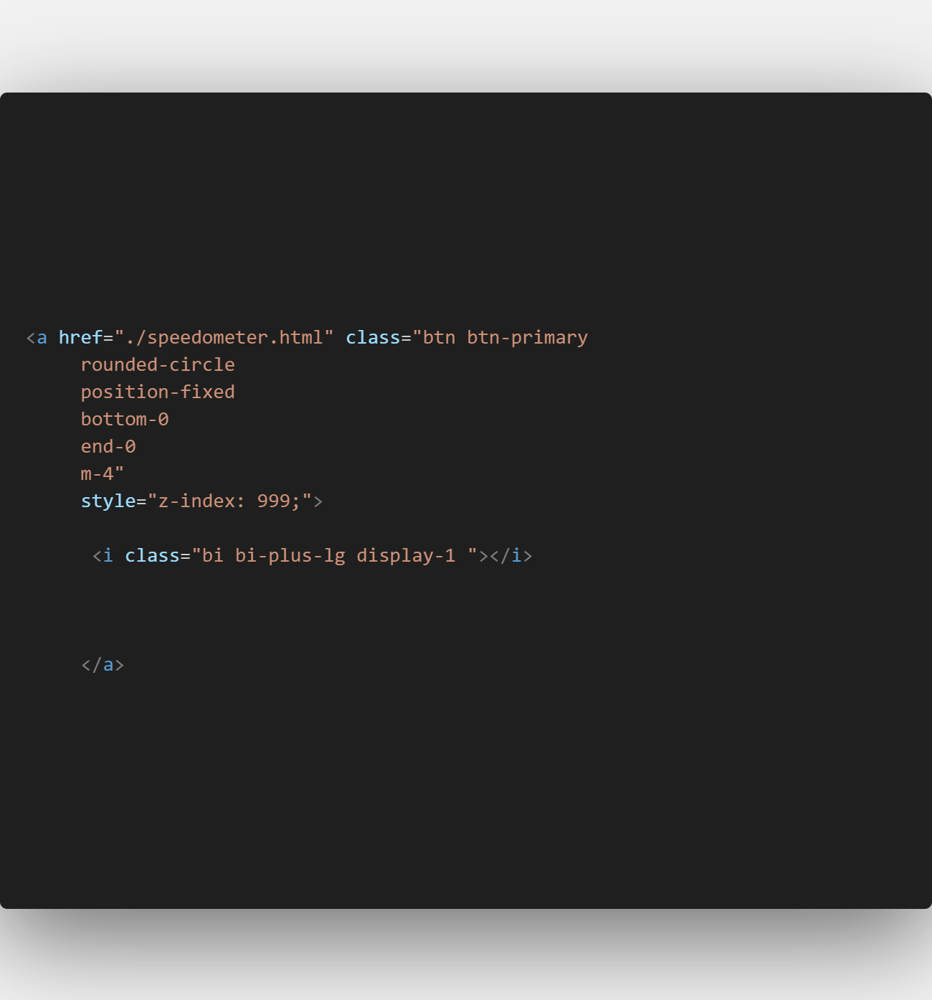 <a href="./speedometer.html" class="btn btn-primary
rounded-circle
position-fixed
bottom-0
end-0
m-4"
style="z-index: 999;">
<i class="bi bi-plus-lg display-1 "></i>
</a>